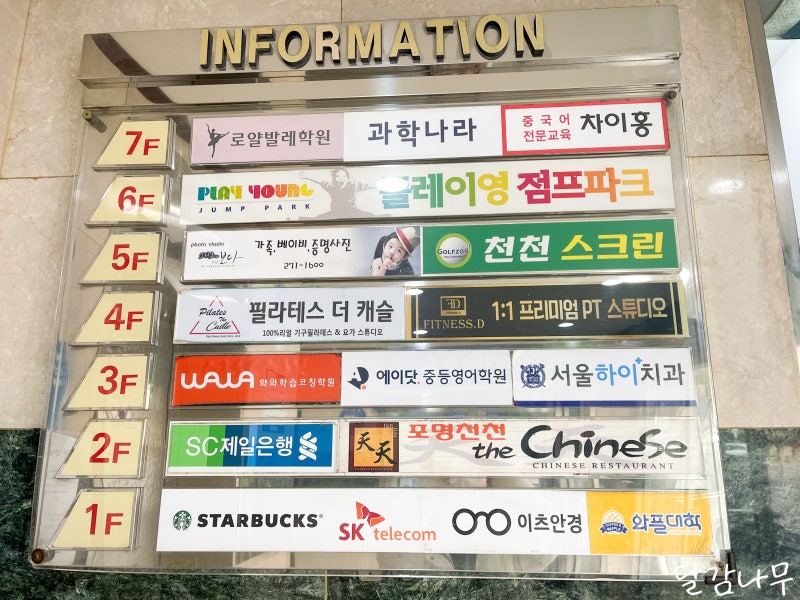 INFORMATION
7F 로얄발레학원 과학나라 중국어 전문교육 차이홍
6F PLAY YOUNG JUMP PARK 플레이영 점프파크
5F photo studio 가족, 베이비, 증명사진 271-1600 GOLFZON 천천 스크린
4F Pilates The Castle 필라테스 더 캐슬 100%리얼 기구필라테스 & 요가 스튜디오 FITNESS.D 1:1 프리미엄 PT 스튜디오
3F WAWA 와와학습코칭학원 에이닷 중등영어학원 서울하이치과
2F SC제일은행 天天 포명천천 the Chinese CHINESE RESTAURANT
1F STARBUCKS SK telecom 이츠안경 와플대학
달감나무